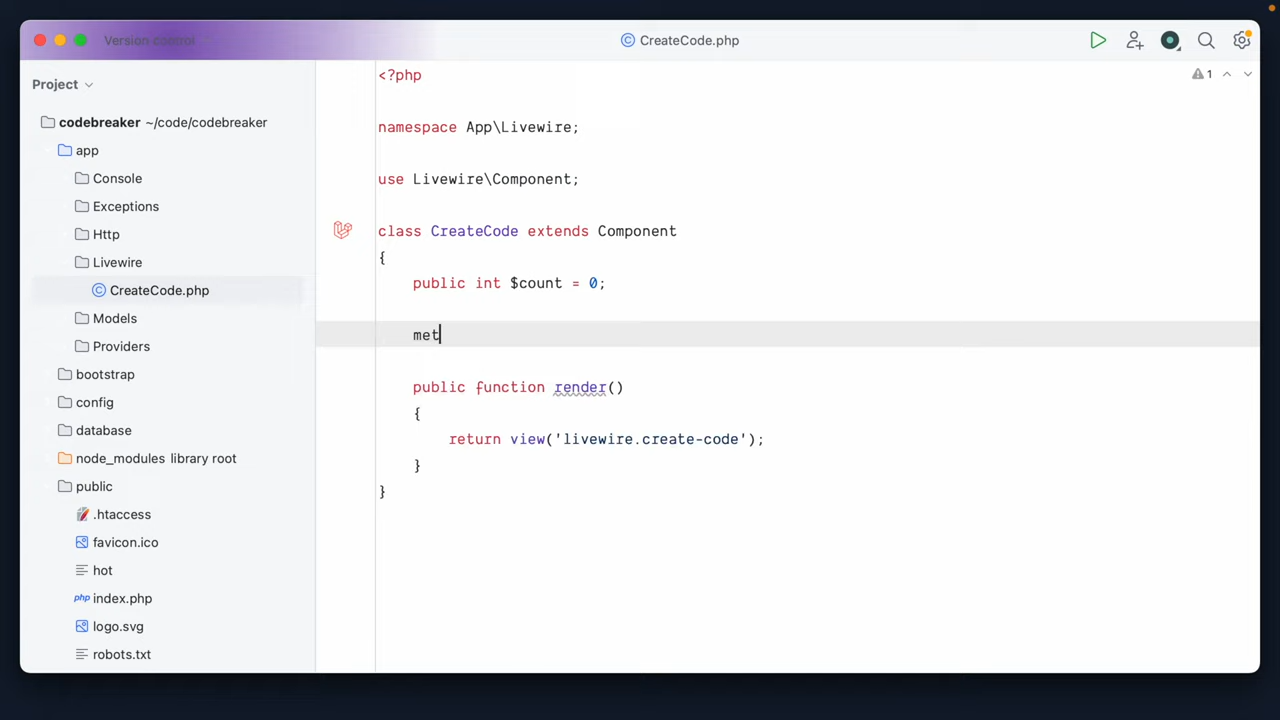 Version control
CreateCode.php
Project
codebreaker ~/code/codebreaker
app
Console
Exceptions
Http
Livewire
CreateCode.php
Models
Providers
bootstrap
config
database
node_modules library root
public
.htaccess
favicon.ico
hot
php index.php
logo.svg
robots.txt
<?php
1
namespace App\Livewire;
use Livewire\Component;
class CreateCode extends Component
{
public int $count = 0;
met
public function render()
{
return view('livewire.create-code');
}
}